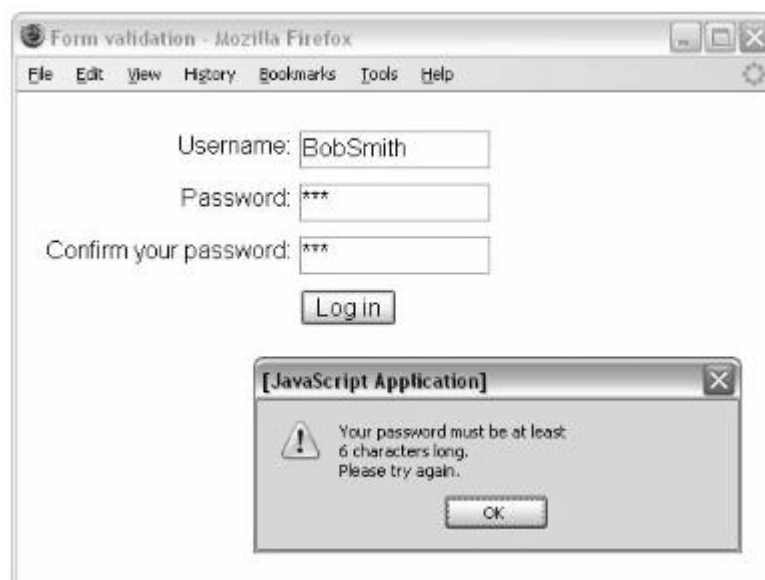 Form validation - Mozilla Firefox
File Edit View History Bookmarks Tools Help
Username: BobSmith
Password: ***
Confirm your password: ***
Log in
[JavaScript Application]
Your password must be at least
6 characters long.
Please try again.
OK